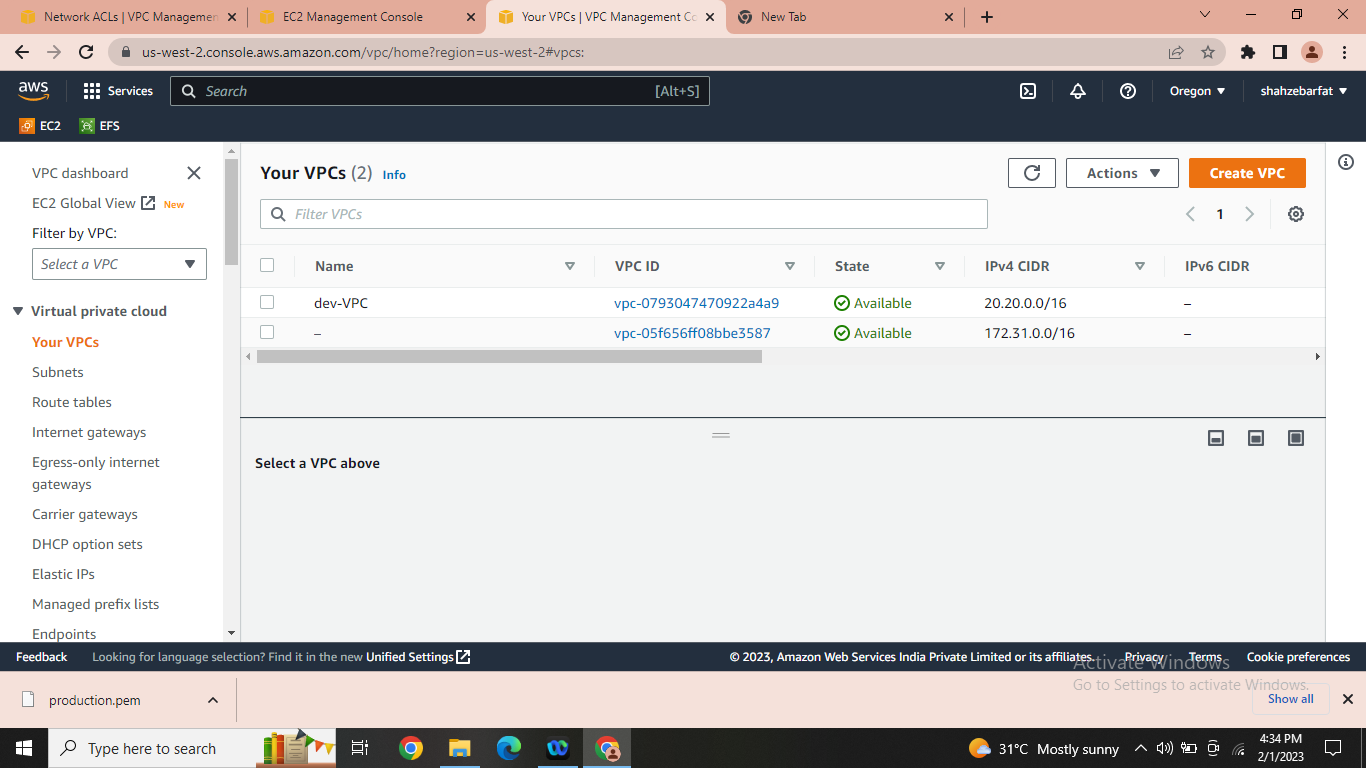 Network ACLs | VPC Managemen
EC2 Management Console
Your VPCs | VPC Management Co
New Tab
us-west-2.console.aws.amazon.com/vpc/home?region=us-west-2#vpcs:
aws
Services
Search
[Alt+S]
Oregon
shahzebarfat
EC2
EFS
VPC dashboard
EC2 Global View
New
Filter by VPC:
Select a VPC
Virtual private cloud
Your VPCs
Subnets
Route tables
Internet gateways
Egress-only internet
gateways
Carrier gateways
DHCP option sets
Elastic IPs
Managed prefix lists
Endpoints
Your VPCs (2) Info
Actions
Create VPC
Filter VPCs
1
Name VPC ID State IPv4 CIDR IPv6 CIDR
dev-VPC vpc-0793047470922a4a9 Available 20.20.0.0/16 –
– vpc-05f656ff08bbe3587 Available 172.31.0.0/16 –
Select a VPC above
Feedback
Looking for language selection? Find it in the new Unified Settings
© 2023, Amazon Web Services India Private Limited or its affiliates.
Privacy
Terms
Cookie preferences
Activate Windows
Go to Settings to activate Windows.
production.pem
Show all
Type here to search
31°C Mostly sunny
4:34 PM
2/1/2023